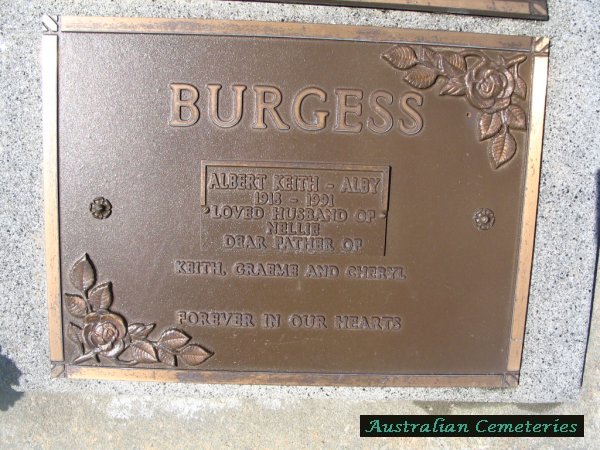 BURGESS
ALBERT KEITH - ALBY
1918 - 1991
LOVED HUSBAND OF
NELLIE
DEAR FATHER OF
KEITH, GRAEME AND CHERYL
FOREVER IN OUR HEARTS
Australian Cemeteries